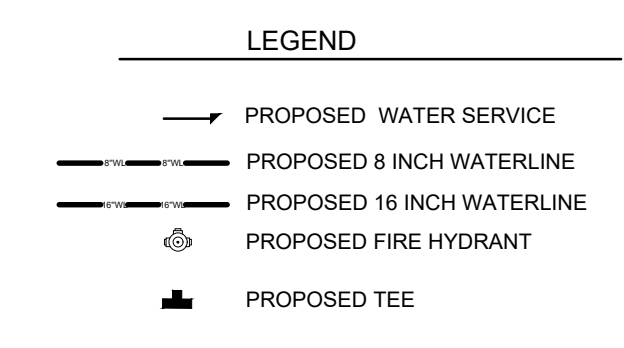 LEGEND
PROPOSED WATER SERVICE
8"WL 8"WL PROPOSED 8 INCH WATERLINE
16"WL 16"WL PROPOSED 16 INCH WATERLINE
PROPOSED FIRE HYDRANT
PROPOSED TEE